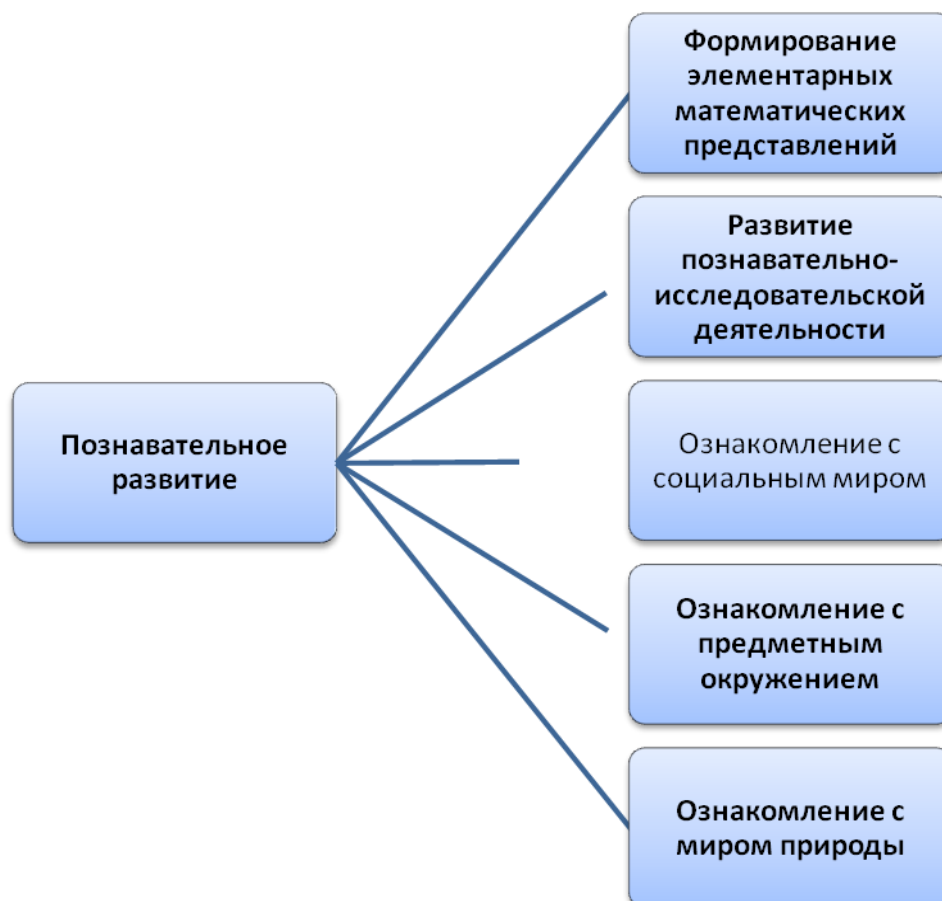 Формирование
элементарных
математических
представлений
Развитие
познавательно-
исследовательской
деятельности
Познавательное
развитие
Ознакомление с
социальным миром
Ознакомление с
предметным
окружением
Ознакомление с
миром природы